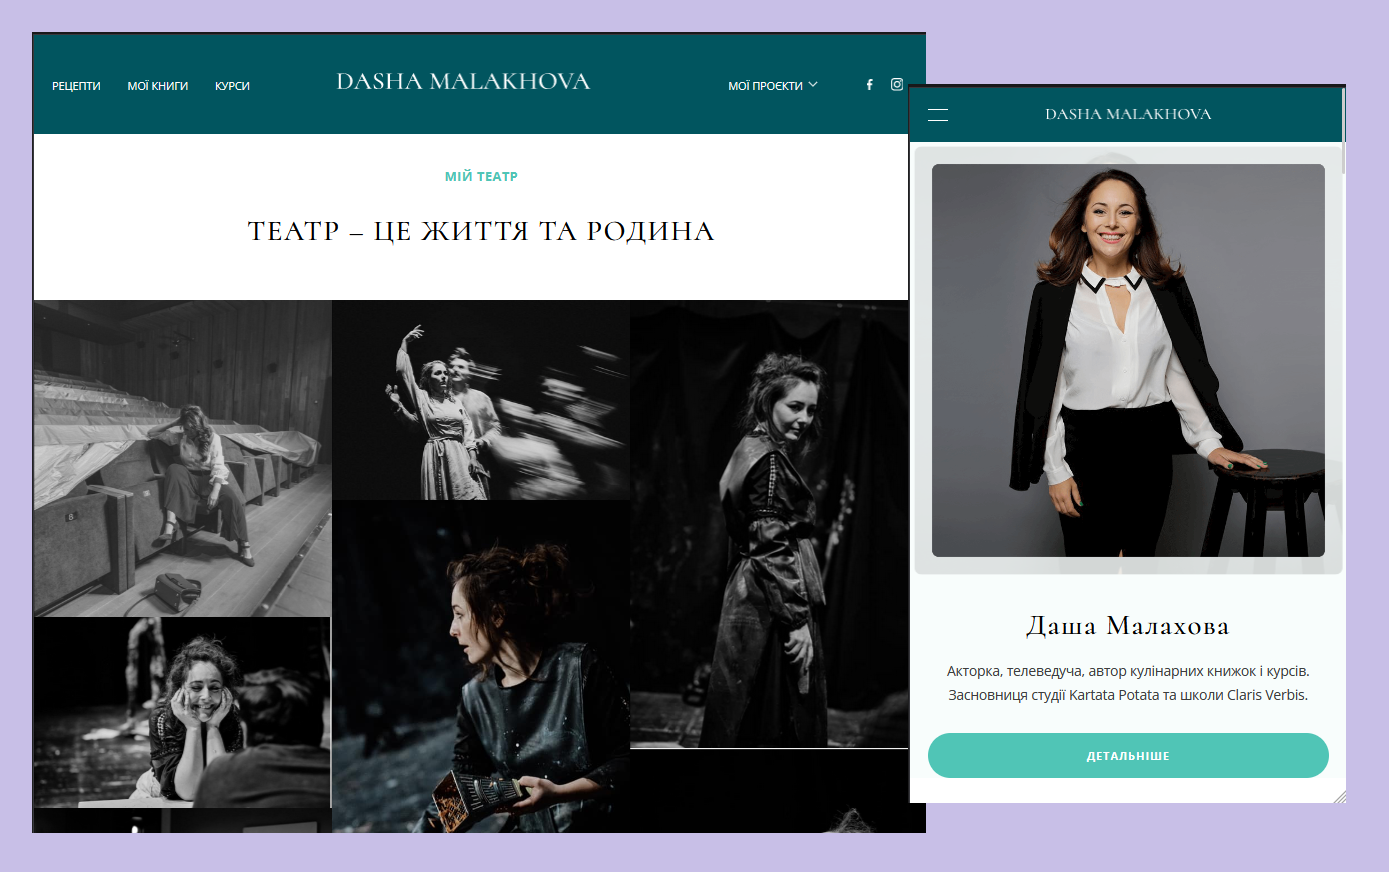 РЕЦЕПТИ
МОЇ КНИГИ
КУРСИ
DASHA MALAKHOVA
МОЇ ПРОЄКТИ
МІЙ ТЕАТР
ТЕАТР – ЦЕ ЖИТТЯ ТА РОДИНА
DASHA MALAKHOVA
Даша Малахова
Акторка, телеведуча, автор кулінарних книжок і курсів.
Засновниця студії Kartata Potata та школи Claris Verbis.
ДЕТАЛЬНІШЕ